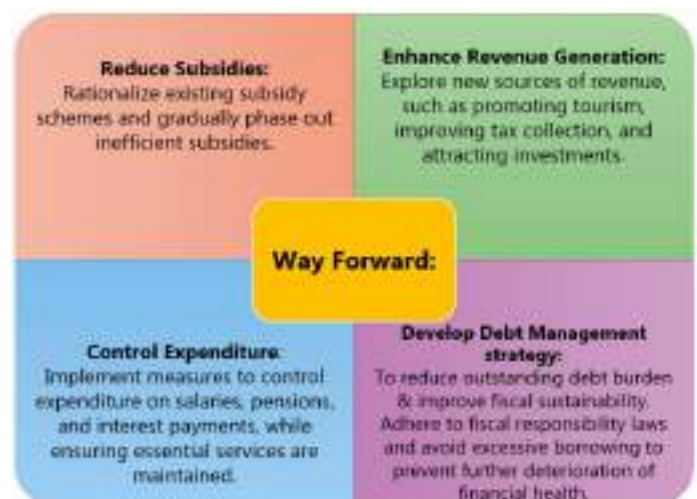 Reduce Subsidies:
Rationalize existing subsidy
schemes and gradually phase out
inefficient subsidies.
Enhance Revenue Generation:
Explore new sources of revenue,
such as promoting tourism,
improving tax collection, and
attracting investments.
Way Forward:
Control Expenditure:
Implement measures to control
expenditure on salaries, pensions,
and interest payments, while
ensuring essential services are
maintained.
Develop Debt Management
strategy:
To reduce outstanding debt burden
& improve fiscal sustainability.
Adhere to fiscal responsibility laws
and avoid excessive borrowing to
prevent further deterioration of
financial health.